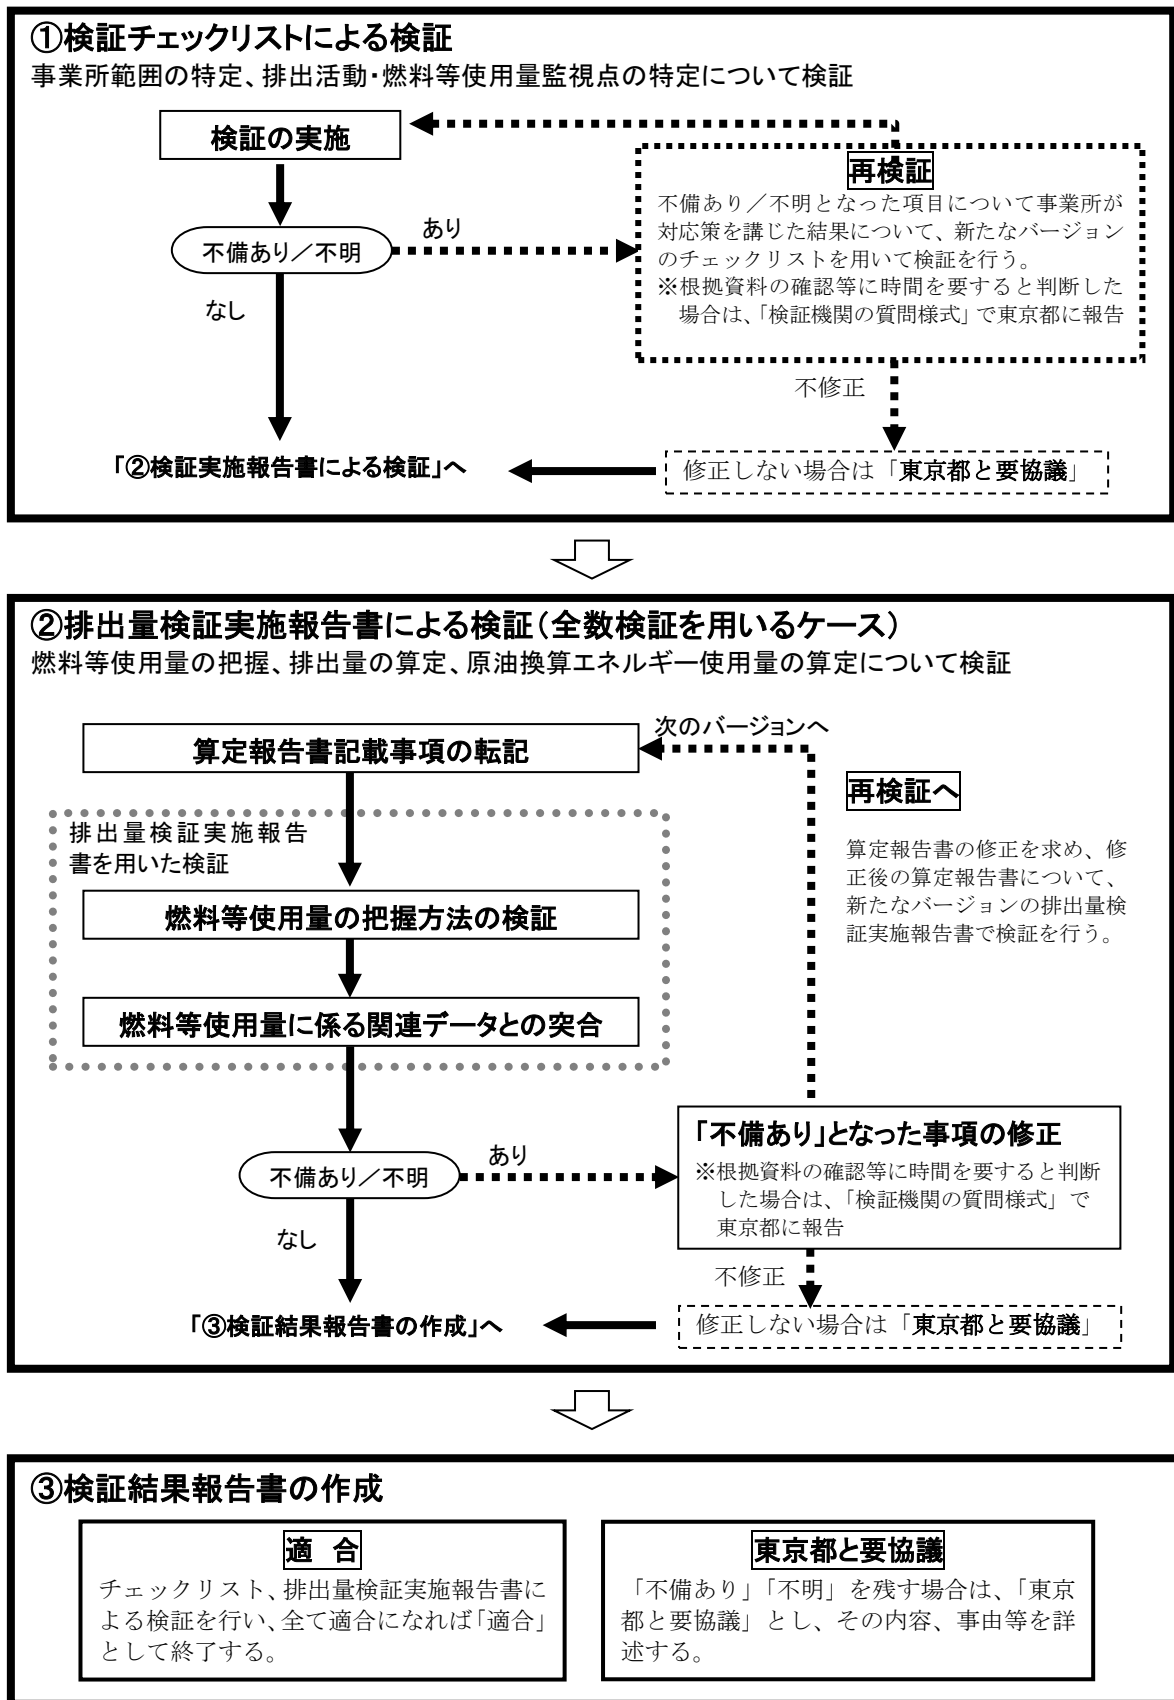 ①検証チェックリストによる検証
事業所範囲の特定、排出活動・燃料等使用量監視点の特定について検証
検証の実施
再検証
不備あり／不明となった項目について事業所が
対応策を講じた結果について、新たなバージョン
のチェックリストを用いて検証を行う。
※根拠資料の確認等に時間を要すると判断した
場合は、「検証機関の質問様式」で東京都に報告
あり
不備あり／不明
なし
不修正
「②検証実施報告書による検証」へ
修正しない場合は「東京都と要協議」
②排出量検証実施報告書による検証（全数検証を用いるケース）
燃料等使用量の把握、排出量の算定、原油換算エネルギー使用量の算定について検証
次のバージョンへ
算定報告書記載事項の転記
再検証へ
算定報告書の修正を求め、修
正後の算定報告書について、
新たなバージョンの排出量検
証実施報告書で検証を行う。
排出量検証実施報告
書を用いた検証
燃料等使用量の把握方法の検証
燃料等使用量に係る関連データとの突合
「不備あり」となった事項の修正
※根拠資料の確認等に時間を要すると判断
した場合は、「検証機関の質問様式」で
東京都に報告
あり
不備あり／不明
なし
不修正
「③検証結果報告書の作成」へ
修正しない場合は「東京都と要協議」
③検証結果報告書の作成
適　合
チェックリスト、排出量検証実施報告書に
よる検証を行い、全て適合になれば「適合」
として終了する。
東京都と要協議
「不備あり」「不明」を残す場合は、「東京
都と要協議」とし、その内容、事由等を詳
述する。